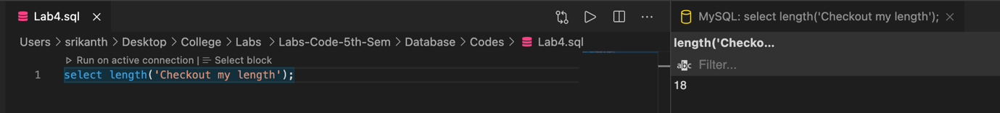 Lab4.sql
Users > srikanth > Desktop > College > Labs > Labs-Code-5th-Sem > Database > Codes > Lab4.sql
Run on active connection | Select block
1 select length('Checkout my length');
MySQL: select length('Checkout my length');
length('Checko...
abc Filter...
18